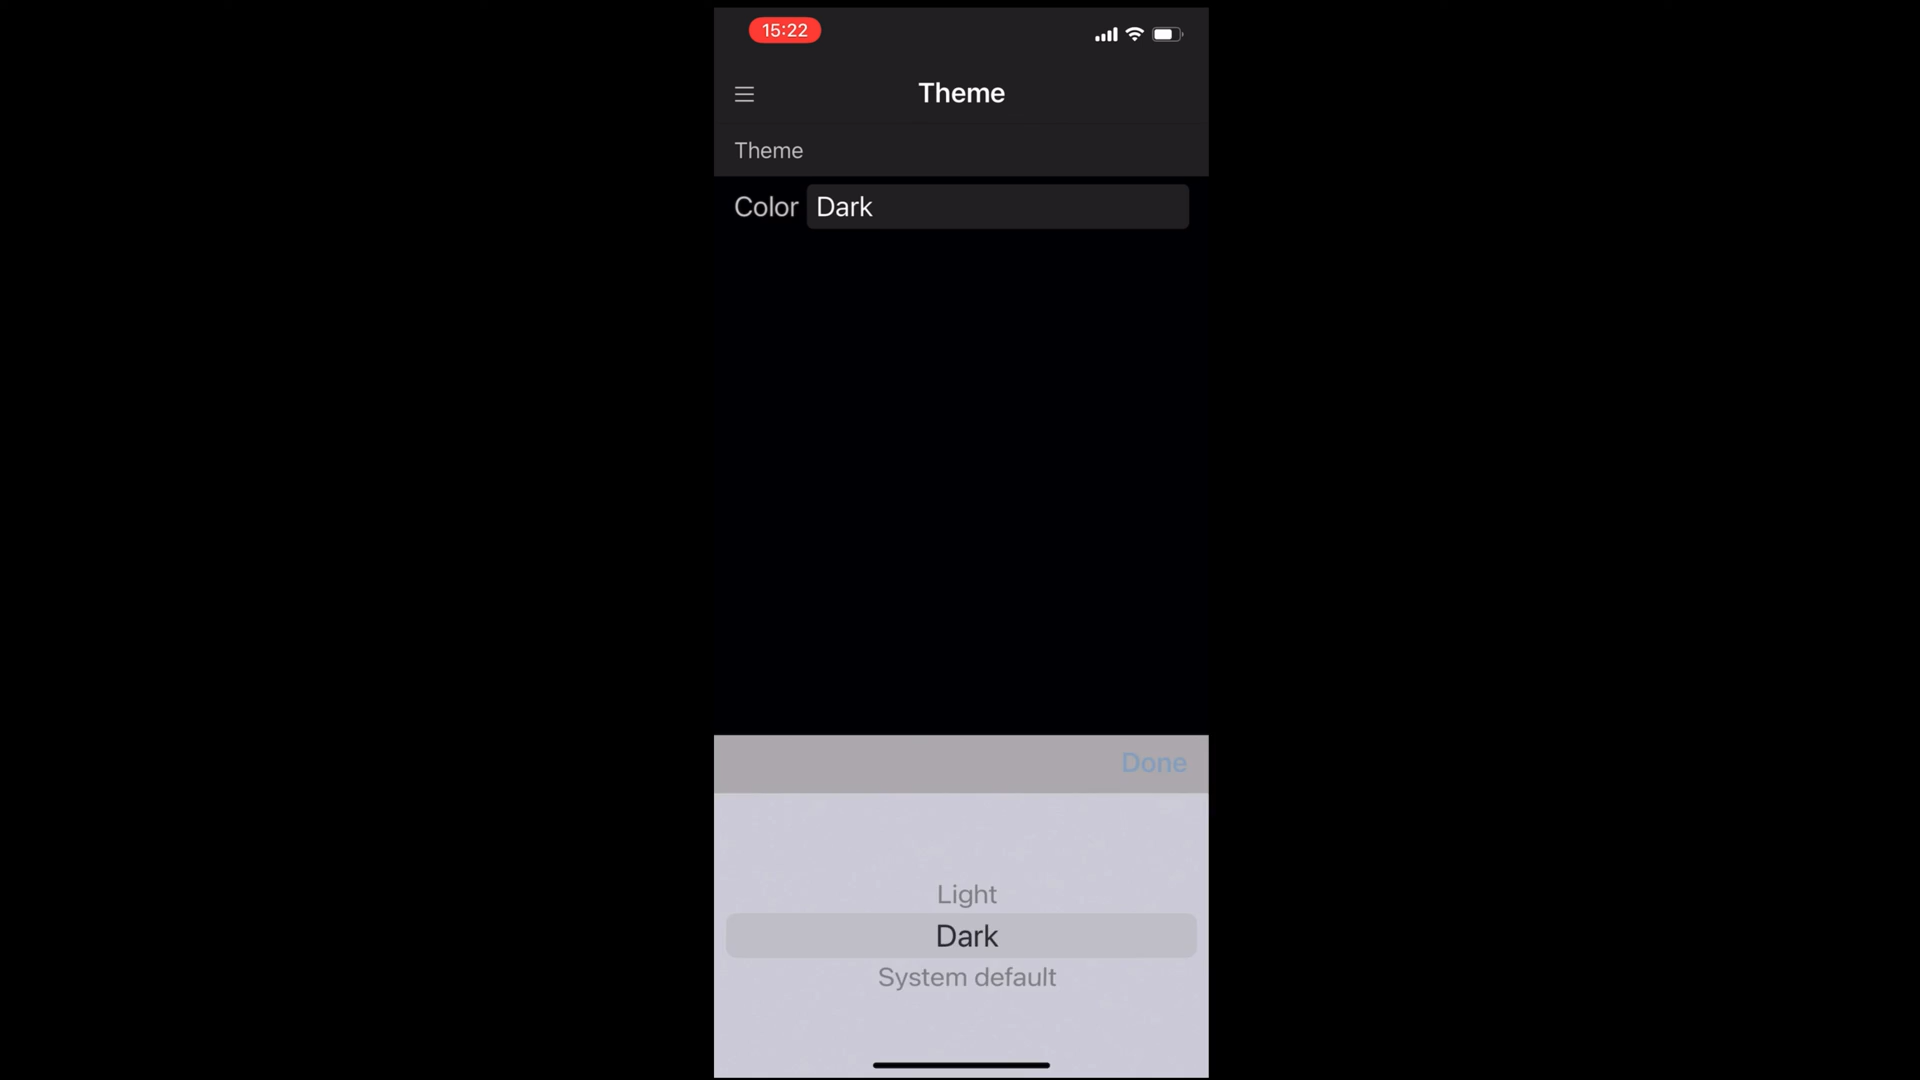 15:22
Theme
Theme
Color Dark
Done
Light
Dark
System default